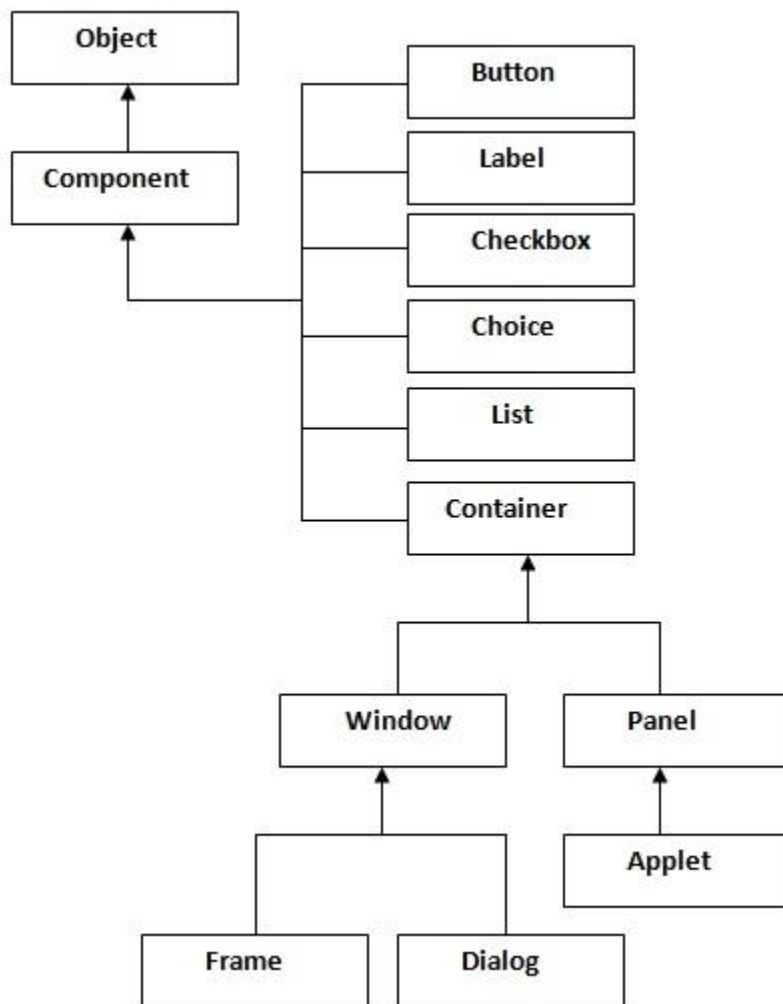 Object
Button
Label
Component
Checkbox
Choice
List
Container
Window
Panel
Applet
Frame
Dialog